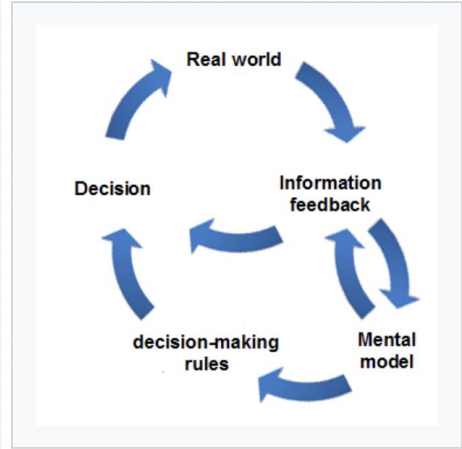 Real world
Decision
Information
feedback
decision-making
rules
Mental
model